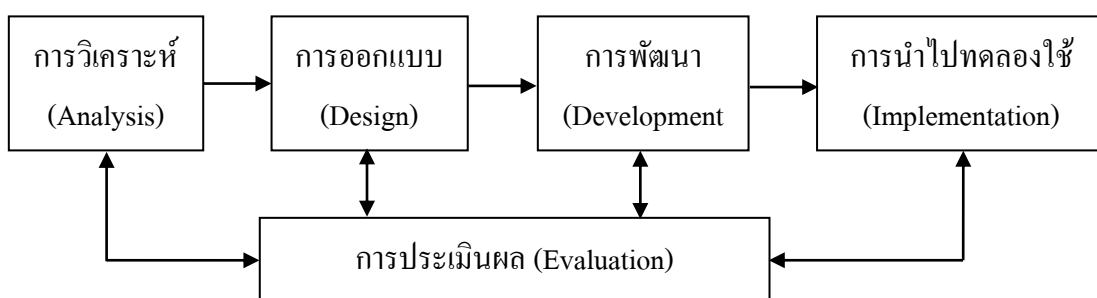 การวิเคราะห์
(Analysis)
การออกแบบ
(Design)
การพัฒนา
(Development
การนำไปทดลองใช้
(Implementation)
การประเมินผล (Evaluation)